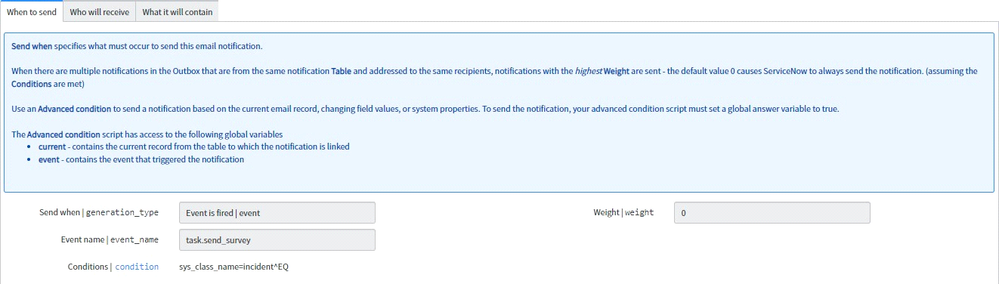 When to send Who will receive What it will contain
Send when specifies what must occur to send this email notification.
When there are multiple notifications in the Outbox that are from the same notification Table and addressed to the same recipients, notifications with the highest Weight are sent - the default value 0 causes ServiceNow to always send the notification. (assuming the
Conditions are met)
Use an Advanced condition to send a notification based on the current email record, changing field values, or system properties. To send the notification, your advanced condition script must set a global answer variable to true.
The Advanced condition script has access to the following global variables
• current - contains the current record from the table to which the notification is linked
• event - contains the event that triggered the notification
Send when | generation_type Event is fired | event Weight | weight 0
Event name | event_name task.send_survey
Conditions | condition sys_class_name=incident^EQ